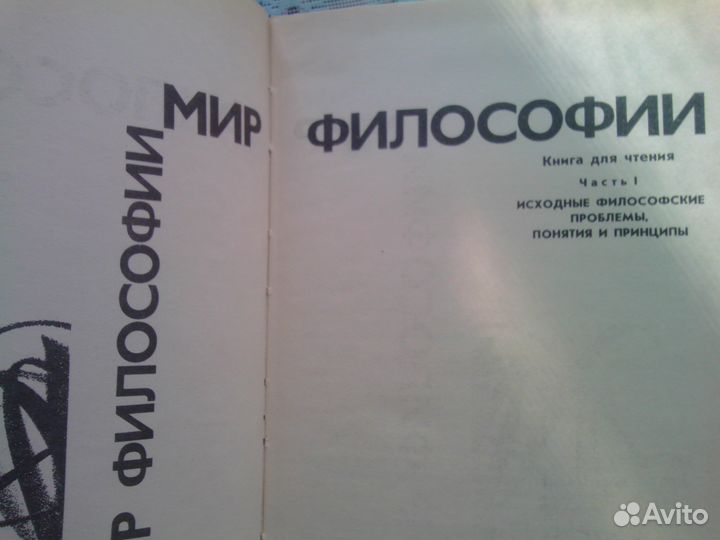 МИР ФИЛОСОФИИ
Книга для чтения
Часть I
ИСХОДНЫЕ ФИЛОСОФСКИЕ
ПРОБЛЕМЫ,
ПОНЯТИЯ И ПРИНЦИПЫ
Р ФИЛОСОФИИ
Avito